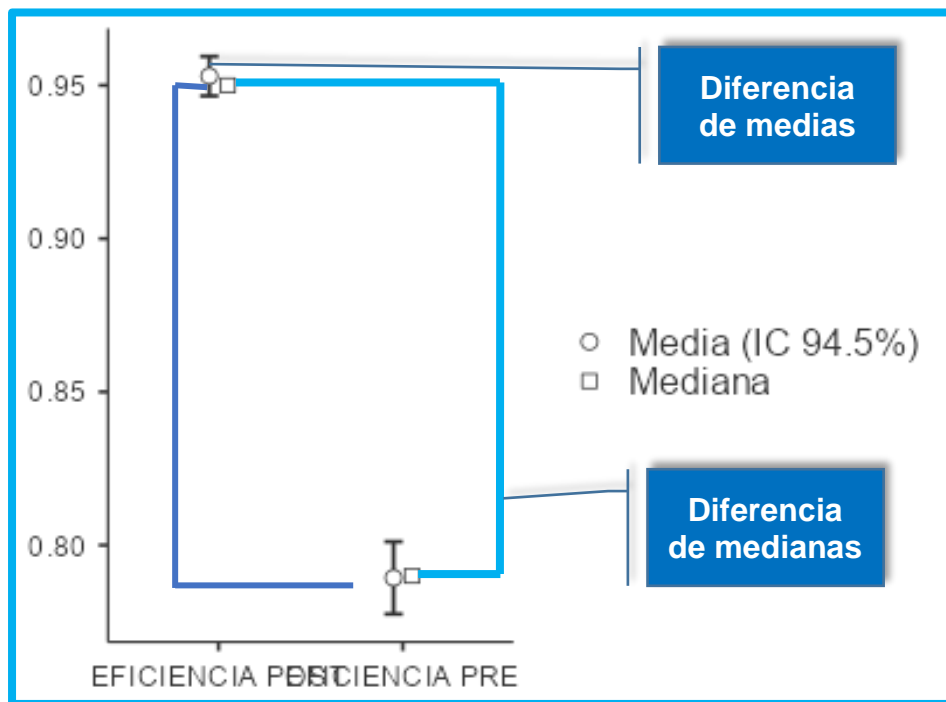 0.95
0.90
0.85
0.80
Diferencia
de medias
Media (IC 94.5%)
Mediana
Diferencia
de medianas
EFICIENCIA PRE